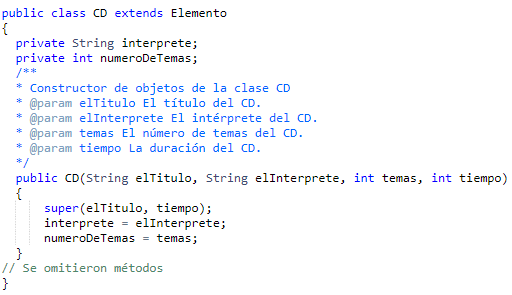 public class CD extends Elemento
{
private String interprete;
private int numeroDeTemas;
/**
* Constructor de objetos de la clase CD
* @param elTitulo El título del CD.
* @param elInterprete El intérprete del CD.
* @param temas El número de temas del CD.
* @param tiempo La duración del CD.
*/
public CD(String elTitulo, String elInterprete, int temas, int tiempo)
{
super(elTitulo, tiempo);
interprete = elInterprete;
numeroDeTemas = temas;
}
// Se omitieron métodos
}